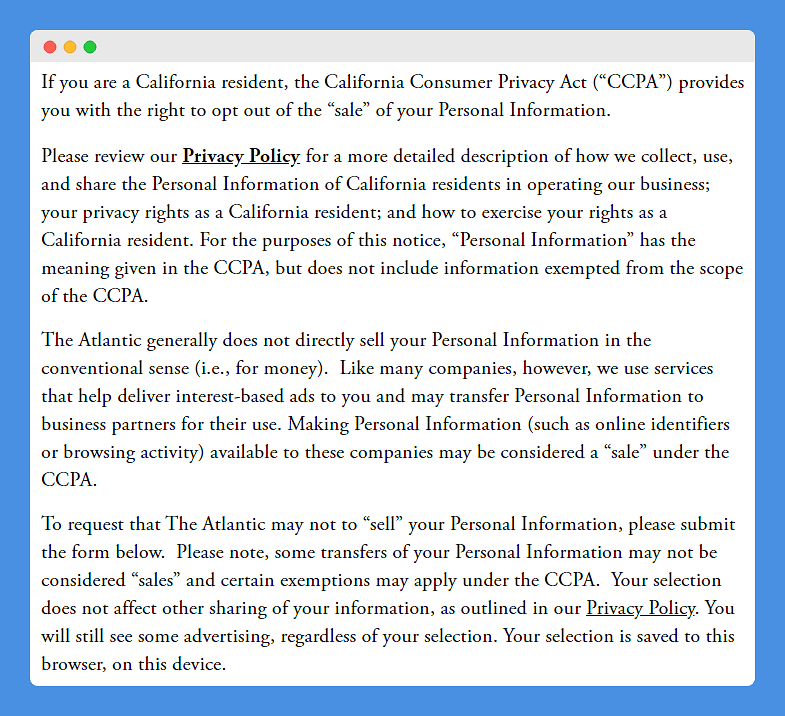 If you are a California resident, the California Consumer Privacy Act (“CCPA”) provides
you with the right to opt out of the “sale” of your Personal Information.
Please review our Privacy Policy for a more detailed description of how we collect, use,
and share the Personal Information of California residents in operating our business;
your privacy rights as a California resident; and how to exercise your rights as a
California resident. For the purposes of this notice, “Personal Information” has the
meaning given in the CCPA, but does not include information exempted from the scope
of the CCPA.
The Atlantic generally does not directly sell your Personal Information in the
conventional sense (i.e., for money).  Like many companies, however, we use services
that help deliver interest-based ads to you and may transfer Personal Information to
business partners for their use. Making Personal Information (such as online identifiers
or browsing activity) available to these companies may be considered a “sale” under the
CCPA.
To request that The Atlantic may not to “sell” your Personal Information, please submit
the form below.  Please note, some transfers of your Personal Information may not be
considered “sales” and certain exemptions may apply under the CCPA.  Your selection
does not affect other sharing of your information, as outlined in our Privacy Policy. You
will still see some advertising, regardless of your selection. Your selection is saved to this
browser, on this device.